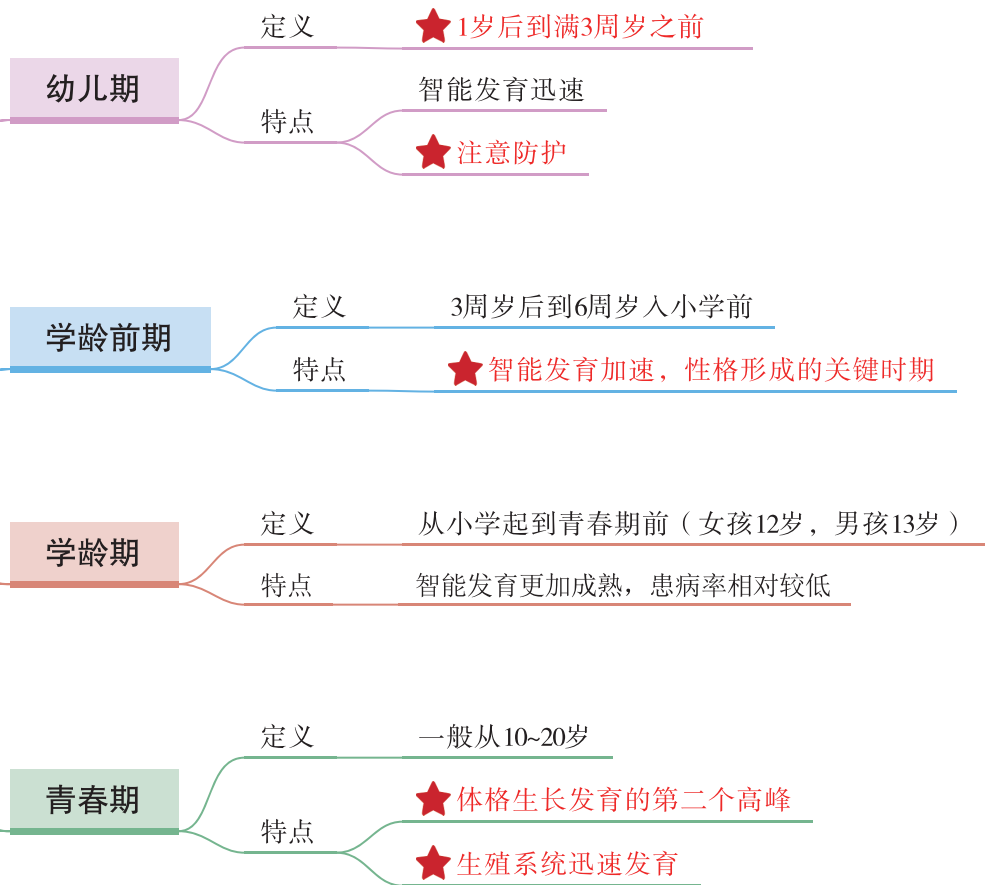 幼儿期
定义
1岁后到满3周岁之前
特点
智能发育迅速
注意防护
学龄前期
定义
3周岁后到6周岁入小学前
特点
智能发育加速，性格形成的关键时期
学龄期
定义
从小学起到青春期前（女孩12岁，男孩13岁）
特点
智能发育更加成熟，患病率相对较低
青春期
定义
一般从10~20岁
特点
体格生长发育的第二个高峰
生殖系统迅速发育